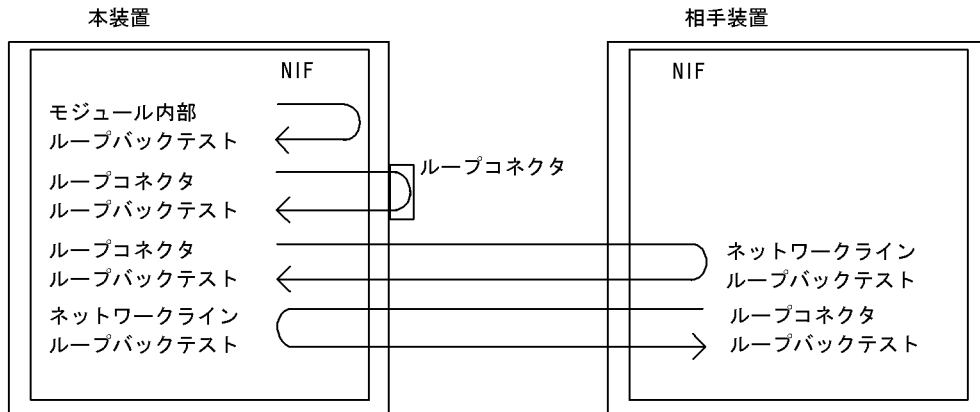 本装置
相手装置
NIF
NIF
モジュール内部
ループバックテスト
ループコネクタ
ループコネクタ
ループバックテスト
ループコネクタ
ループバックテスト
ネットワークライン
ループバックテスト
ネットワークライン
ループバックテスト
ループコネクタ
ループバックテスト